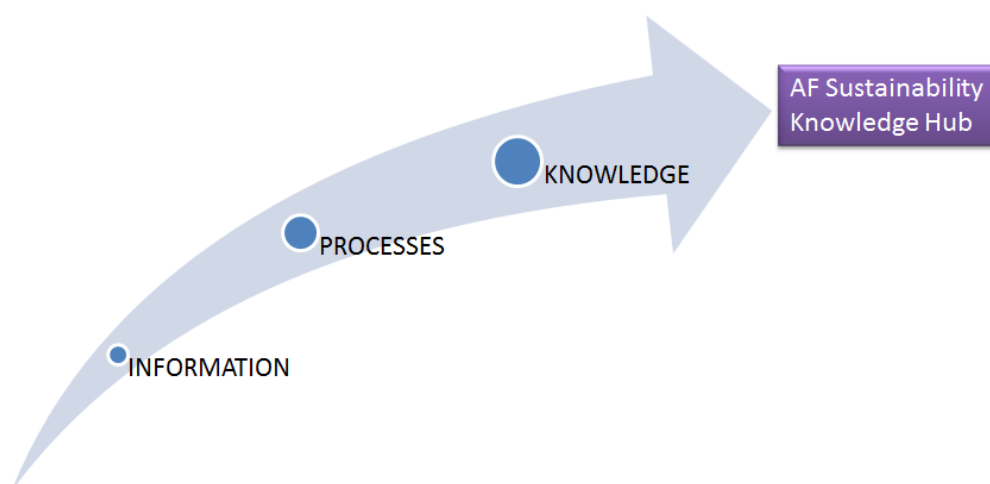 AF Sustainability
Knowledge Hub
KNOWLEDGE
PROCESSES
INFORMATION